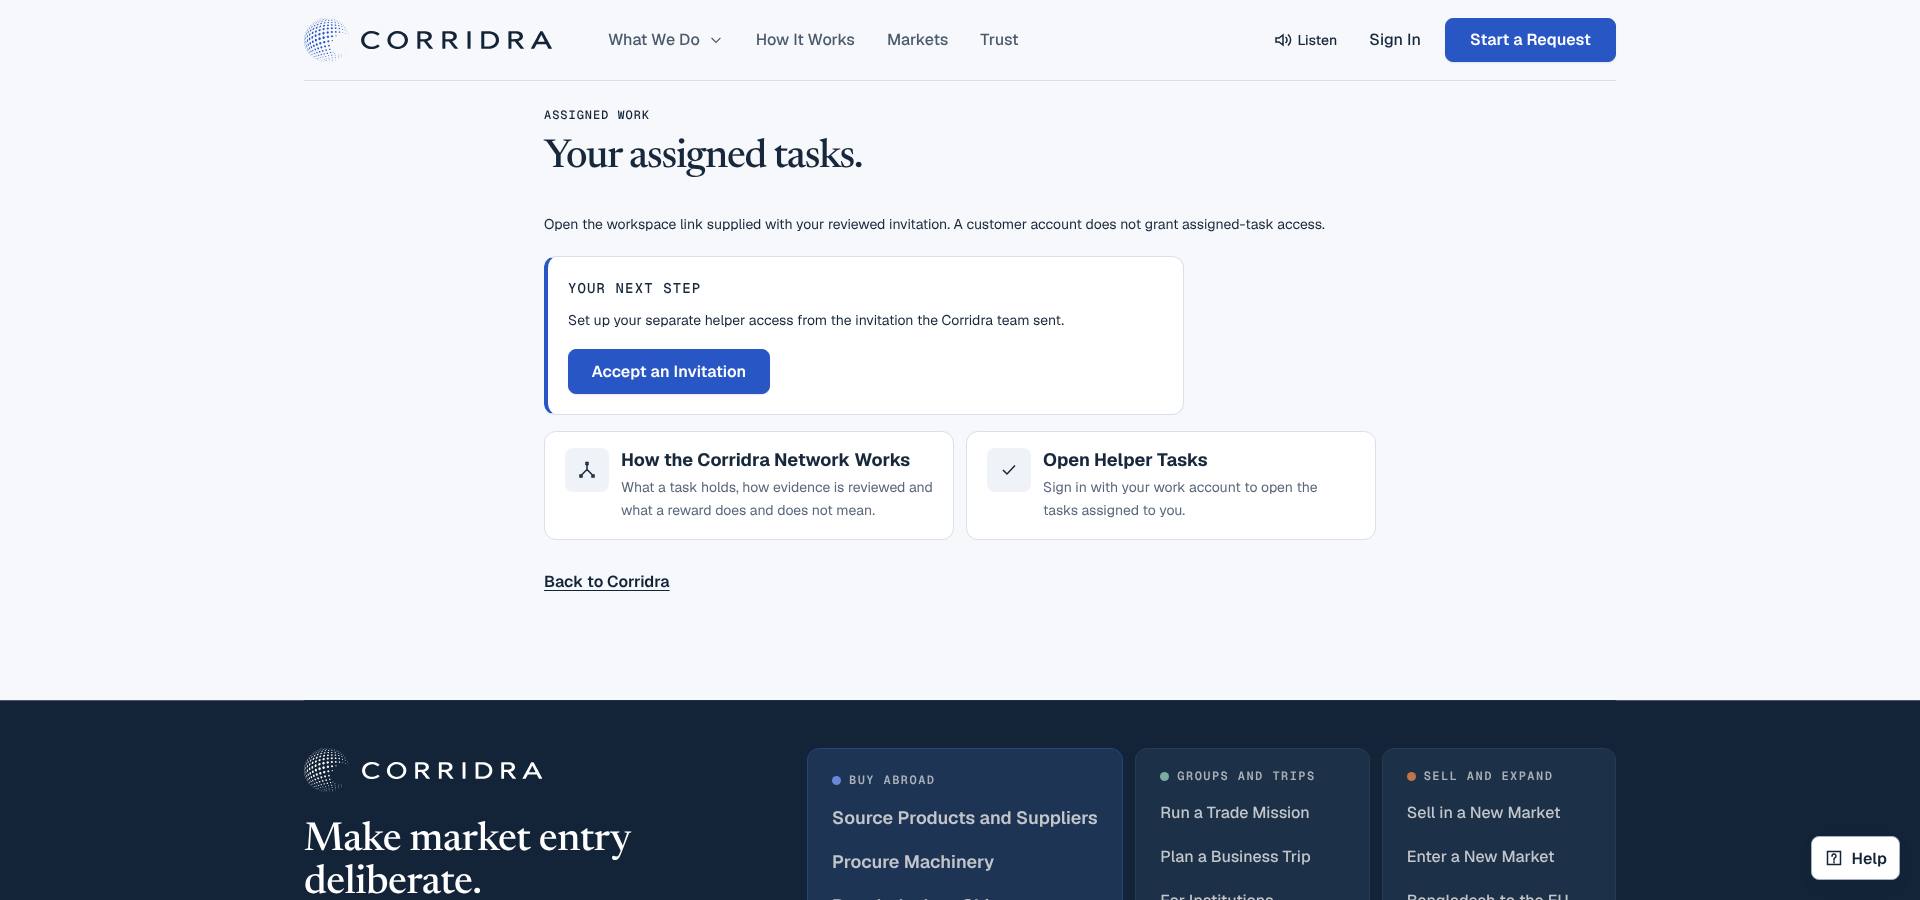 CORRIDRA
What We Do
How It Works
Markets
Trust
Listen
Sign In
Start a Request
ASSIGNED WORK
Your assigned tasks.
Open the workspace link supplied with your reviewed invitation. A customer account does not grant assigned-task access.
YOUR NEXT STEP
Set up your separate helper access from the invitation the Corridra team sent.
Accept an Invitation
How the Corridra Network Works
What a task holds, how evidence is reviewed and
what a reward does and does not mean.
Open Helper Tasks
Sign in with your work account to open the
tasks assigned to you.
Back to Corridra
CORRIDRA
Make market entry
deliberate.
BUY ABROAD
Source Products and Suppliers
Procure Machinery
GROUPS AND TRIPS
Run a Trade Mission
Plan a Business Trip
For Institutions
SELL AND EXPAND
Sell in a New Market
Enter a New Market
Bangladesh to the EU
Help